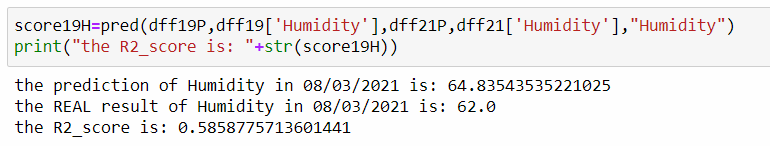 score19H=pred(dff19P,dff19['Humidity'],dff21P,dff21['Humidity'],"Humidity")
print("the R2_score is: "+str(score19H))
the prediction of Humidity in 08/03/2021 is: 64.83543535221025
the REAL result of Humidity in 08/03/2021 is: 62.0
the R2_score is: 0.5858775713601441